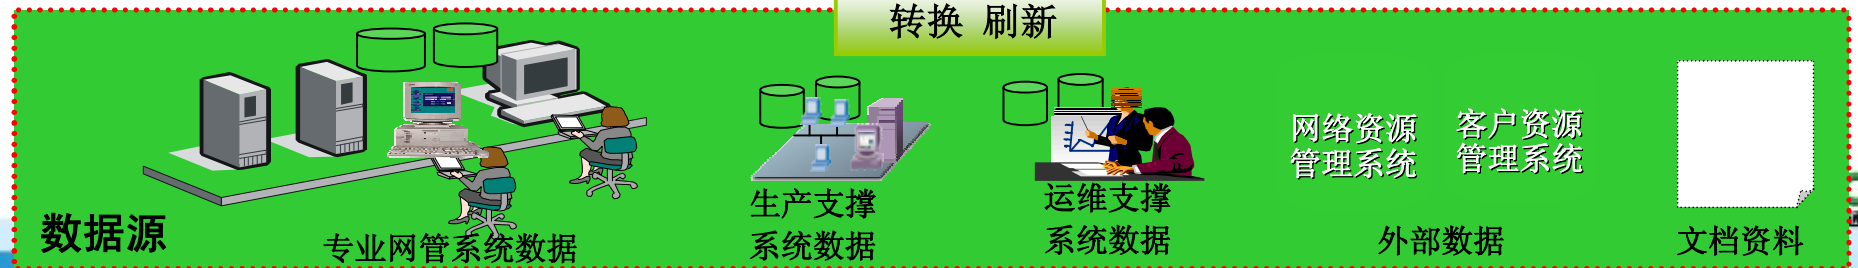 转换 刷新
网络资源
管理系统
客户资源
管理系统
生产支撑
系统数据
运维支撑
系统数据
数据源
专业网管系统数据
外部数据
文档资料